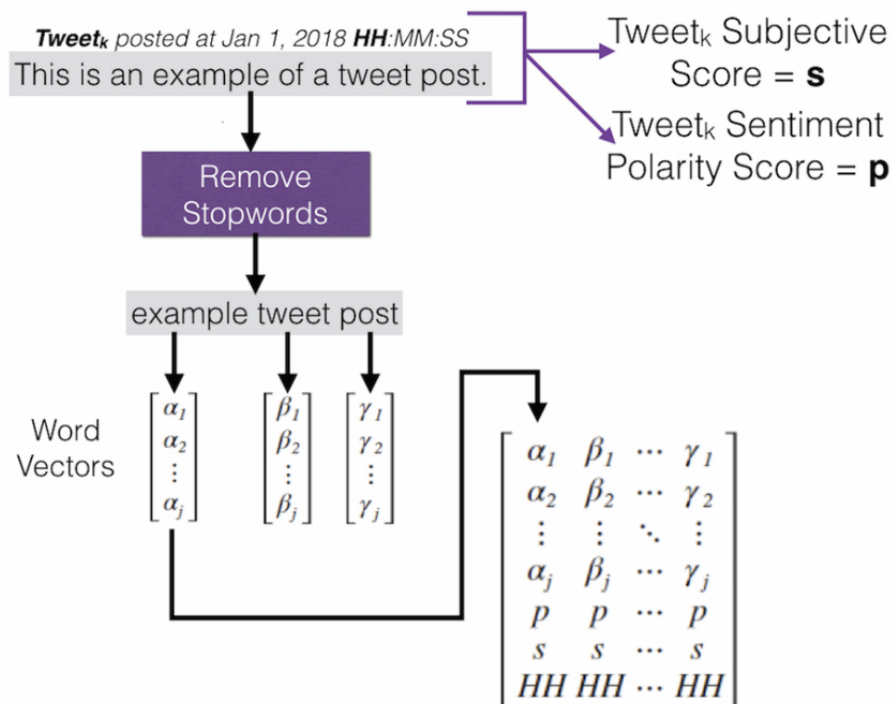 Tweetₖ posted at Jan 1, 2018 HH:MM:SS
This is an example of a tweet post.
Tweetₖ Subjective
Score = s
Tweetₖ Sentiment
Polarity Score = p
Remove
Stopwords
example tweet post
Word
Vectors
α₁ β₁ γ₁
α₂ β₂ γ₂
⋮ ⋮ ⋮
αⱼ βⱼ γⱼ
α₁ β₁ ⋯ γ₁
α₂ β₂ ⋯ γ₂
⋮ ⋮ ⋱ ⋮
αⱼ βⱼ ⋯ γⱼ
p p ⋯ p
s s ⋯ s
HH HH ⋯ HH